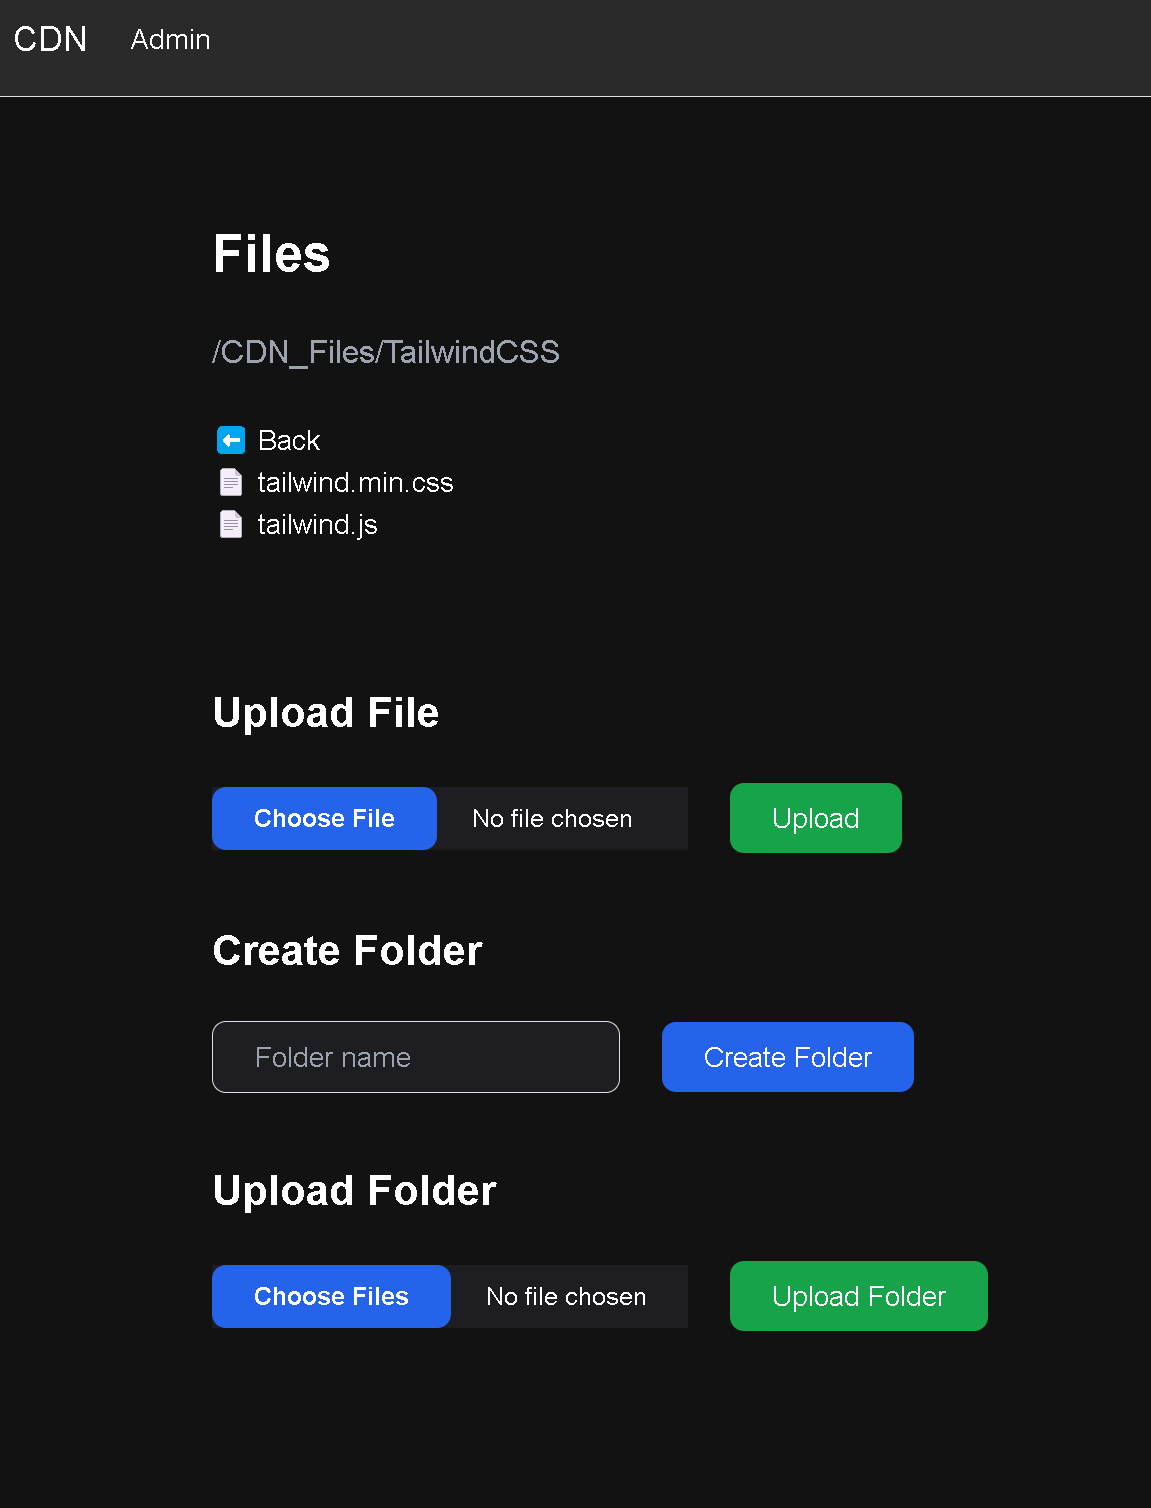 CDN Admin
Files
/CDN_Files/TailwindCSS
Back
tailwind.min.css
tailwind.js
Upload File
Choose File No file chosen Upload
Create Folder
Folder name Create Folder
Upload Folder
Choose Files No file chosen Upload Folder